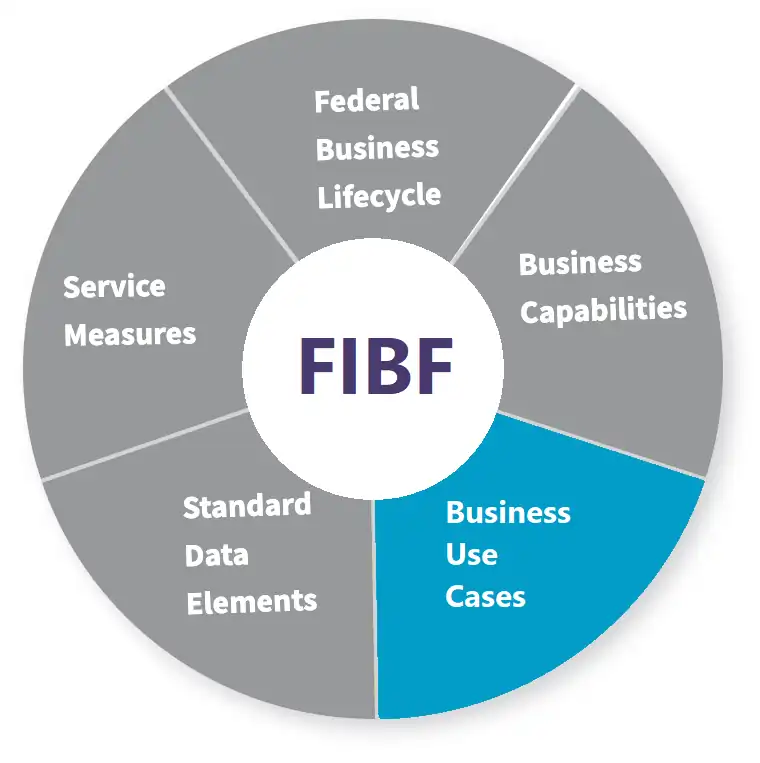 Federal
Business
Lifecycle
Business
Capabilities
Service
Measures
FIBF
Standard
Data
Elements
Business
Use
Cases